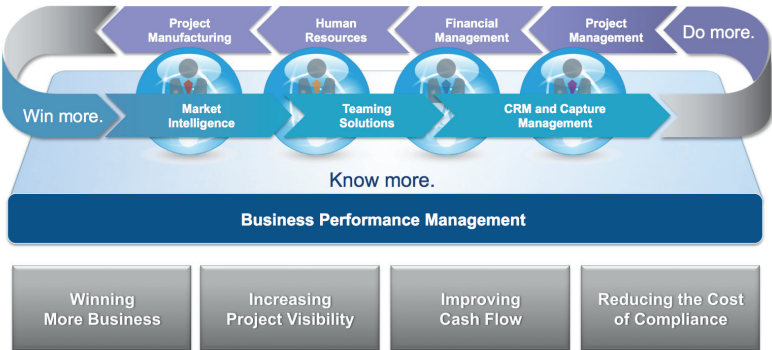 Project
Manufacturing
Human
Resources
Financial
Management
Project
Management
Do more.
Win more.
Market
Intelligence
Teaming
Solutions
CRM and Capture
Management
Know more.
Business Performance Management
Winning
More Business
Increasing
Project Visibility
Improving
Cash Flow
Reducing the Cost
of Compliance